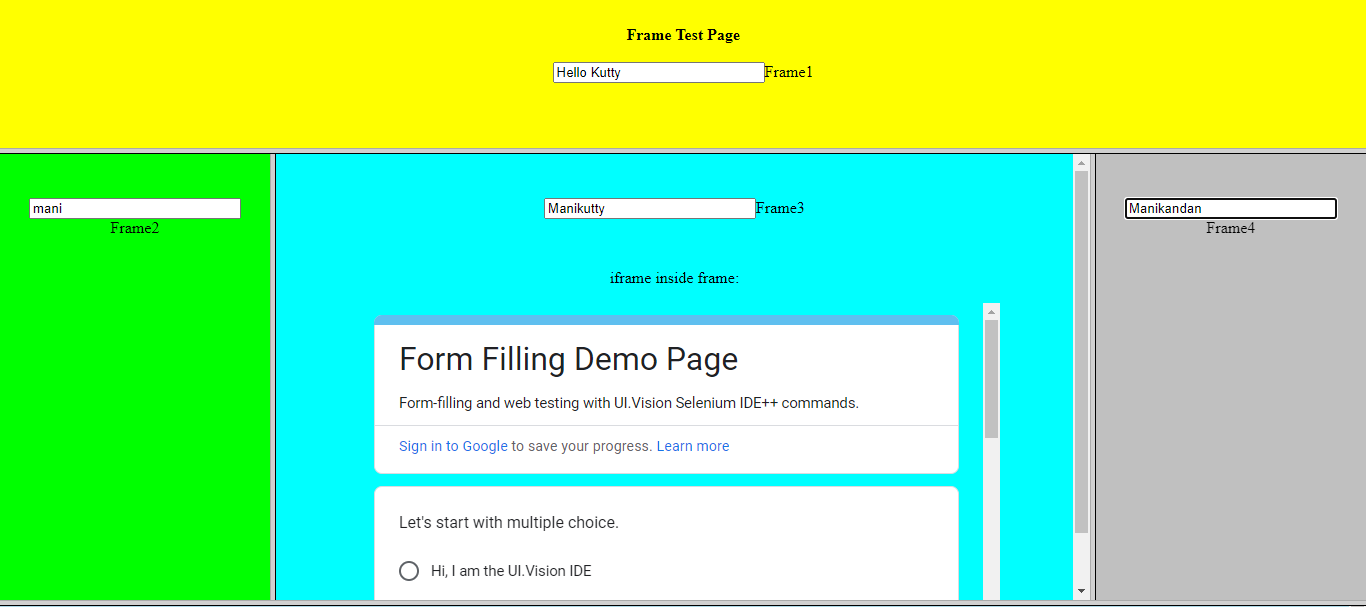 Frame Test Page
Hello Kutty Frame1
mani
Frame2
Manikutty Frame3
iframe inside frame:
Form Filling Demo Page
Form-filling and web testing with UI.Vision Selenium IDE++ commands.
Sign in to Google to save your progress. Learn more
Let's start with multiple choice.
Hi, I am the UI.Vision IDE
Manikandan
Frame4